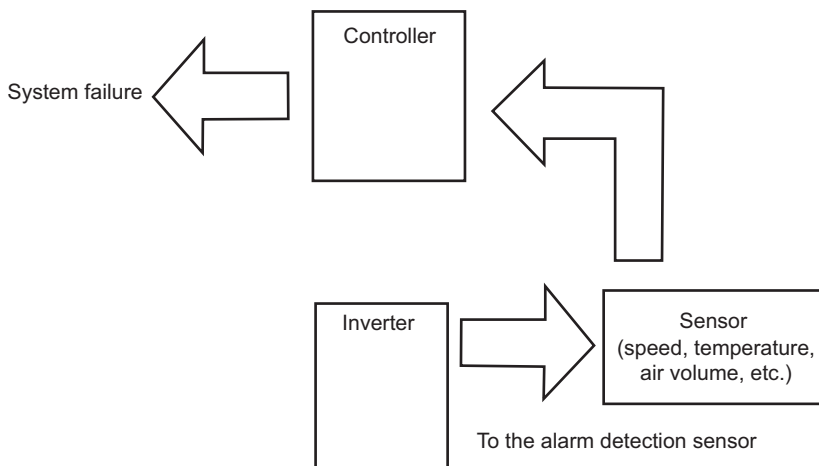 Controller
System failure
Inverter
Sensor
(speed, temperature,
air volume, etc.)
To the alarm detection sensor